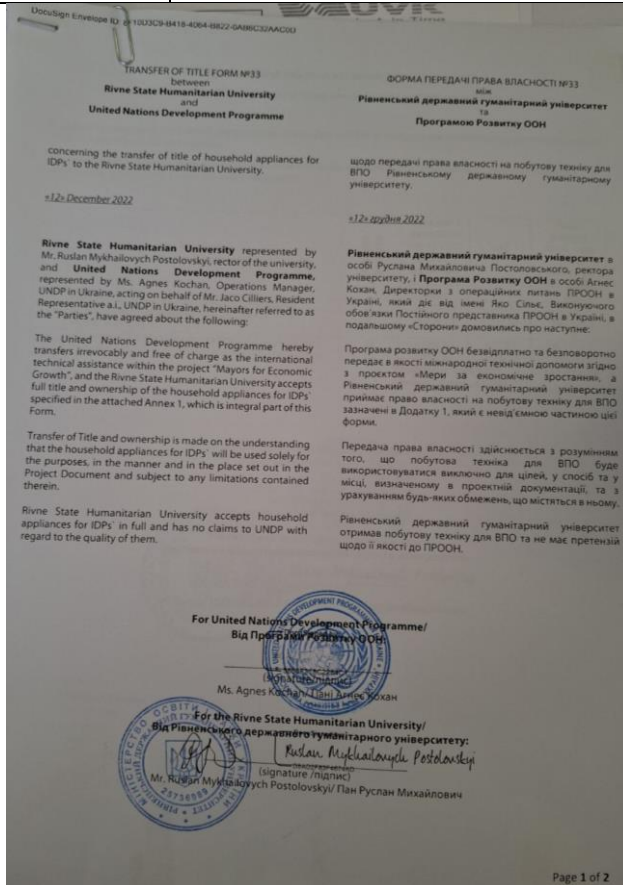 DocuSign Envelope ID:
TRANSFER OF TITLE FORM №33
between
Rivne State Humanitarian University
and
United Nations Development Programme
concerning the transfer of title of household appliances for
IDPs` to the Rivne State Humanitarian University.
«12» December 2022
Rivne State Humanitarian University represented by
Mr. Ruslan Mykhailovych Postolovskyi, rector of the university,
and United Nations Development Programme,
represented by Ms. Agnes Kochan, Operations Manager,
UNDP in Ukraine, acting on behalf of Mr. Jaco Cilliers, Resident
Representative a.i., UNDP in Ukraine, hereinafter referred to as
the "Parties", have agreed about the following:
The United Nations Development Programme hereby
transfers irrevocably and free of charge as the international
technical assistance within the project "Mayors for Economic
Growth", and the Rivne State Humanitarian University accepts
full title and ownership of the household appliances for IDPs`
specified in the attached Annex 1, which is integral part of this
Form.
Transfer of Title and ownership is made on the understanding
that the household appliances for IDPs` will be used solely for
the purposes, in the manner and in the place set out in the
Project Document and subject to any limitations contained
therein.
Rivne State Humanitarian University accepts household
appliances for IDPs` in full and has no claims to UNDP with
regard to the quality of them.
ФОРМА ПЕРЕДАЧІ ПРАВА ВЛАСНОСТІ №33
між
Рівненський державний гуманітарний університет
та
Програмою Розвитку ООН
щодо передачі права власності на побутову техніку для
ВПО Рівненському державному гуманітарному
університету.
«12» грудня 2022
Рівненський державний гуманітарний університет в
особі Руслана Михайловича Постоловського, ректора
університету, і Програма Розвитку ООН в особі Агнес
Кохан, Директорки з операційних питань ПРООН в
Україні, який діє від імені Яко Сільє, Виконуючого
обов'язки Постійного представника ПРООН в Україні, в
подальшому «Сторони» домовились про наступне:
Програма розвитку ООН безвідплатно та безповоротно
передає в якості міжнародної технічної допомоги згідно
з проєктом «Мери за економічне зростання», а
Рівненський державний гуманітарний університет
приймає право власності на побутову техніку для ВПО
зазначені в Додатку 1, який є невід'ємною частиною цієї
форми.
Передача права власності здійснюється з розумінням
того, що побутова техніка для ВПО буде
використовуватися виключно для цілей, у спосіб та у
місці, визначеному в проектній документації, та з
урахуванням будь-яких обмежень, що містяться в ньому.
Рівненський державний гуманітарний університет
отримав побутову техніку для ВПО та не має претензій
щодо її якості до ПРООН.
For United Nations Development Programme/
Від Програми Розвитку ООН:
(signature/підпис)
Ms. Agnes Kochan/ Пані Агнес Кохан
For the Rivne State Humanitarian University/
Від Рівненського державного гуманітарного університету:
Ruslan Mykhailovych Postolovskyi
(signature /підпис)
Mr. Ruslan Mykhailovych Postolovskyi/ Пан Руслан Михайлович
Page 1 of 2